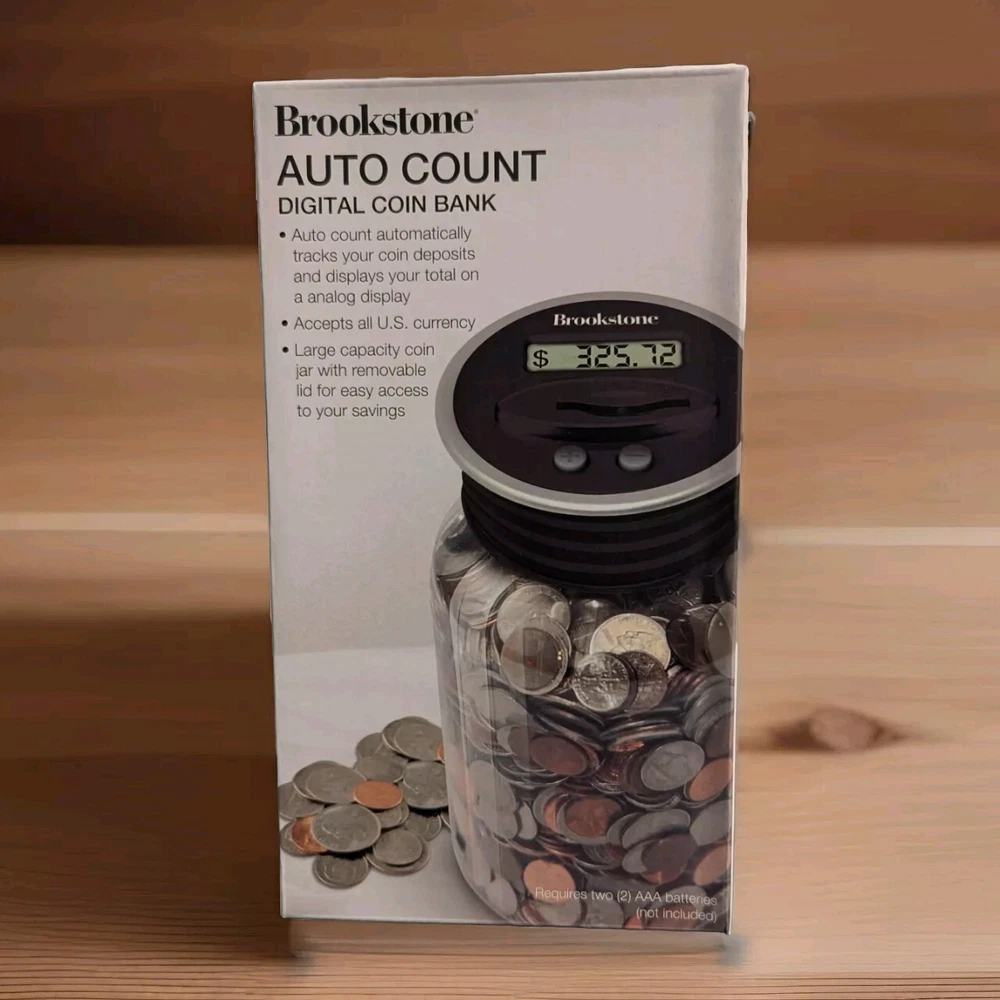 Brookstone®
AUTO COUNT
DIGITAL COIN BANK
• Auto count automatically
tracks your coin deposits
and displays your total on
a analog display
• Accepts all U.S. currency
• Large capacity coin
jar with removable
lid for easy access
to your savings
Brookstone
$ 325.72
+ −
Requires two (2) AAA batteries
(not included)